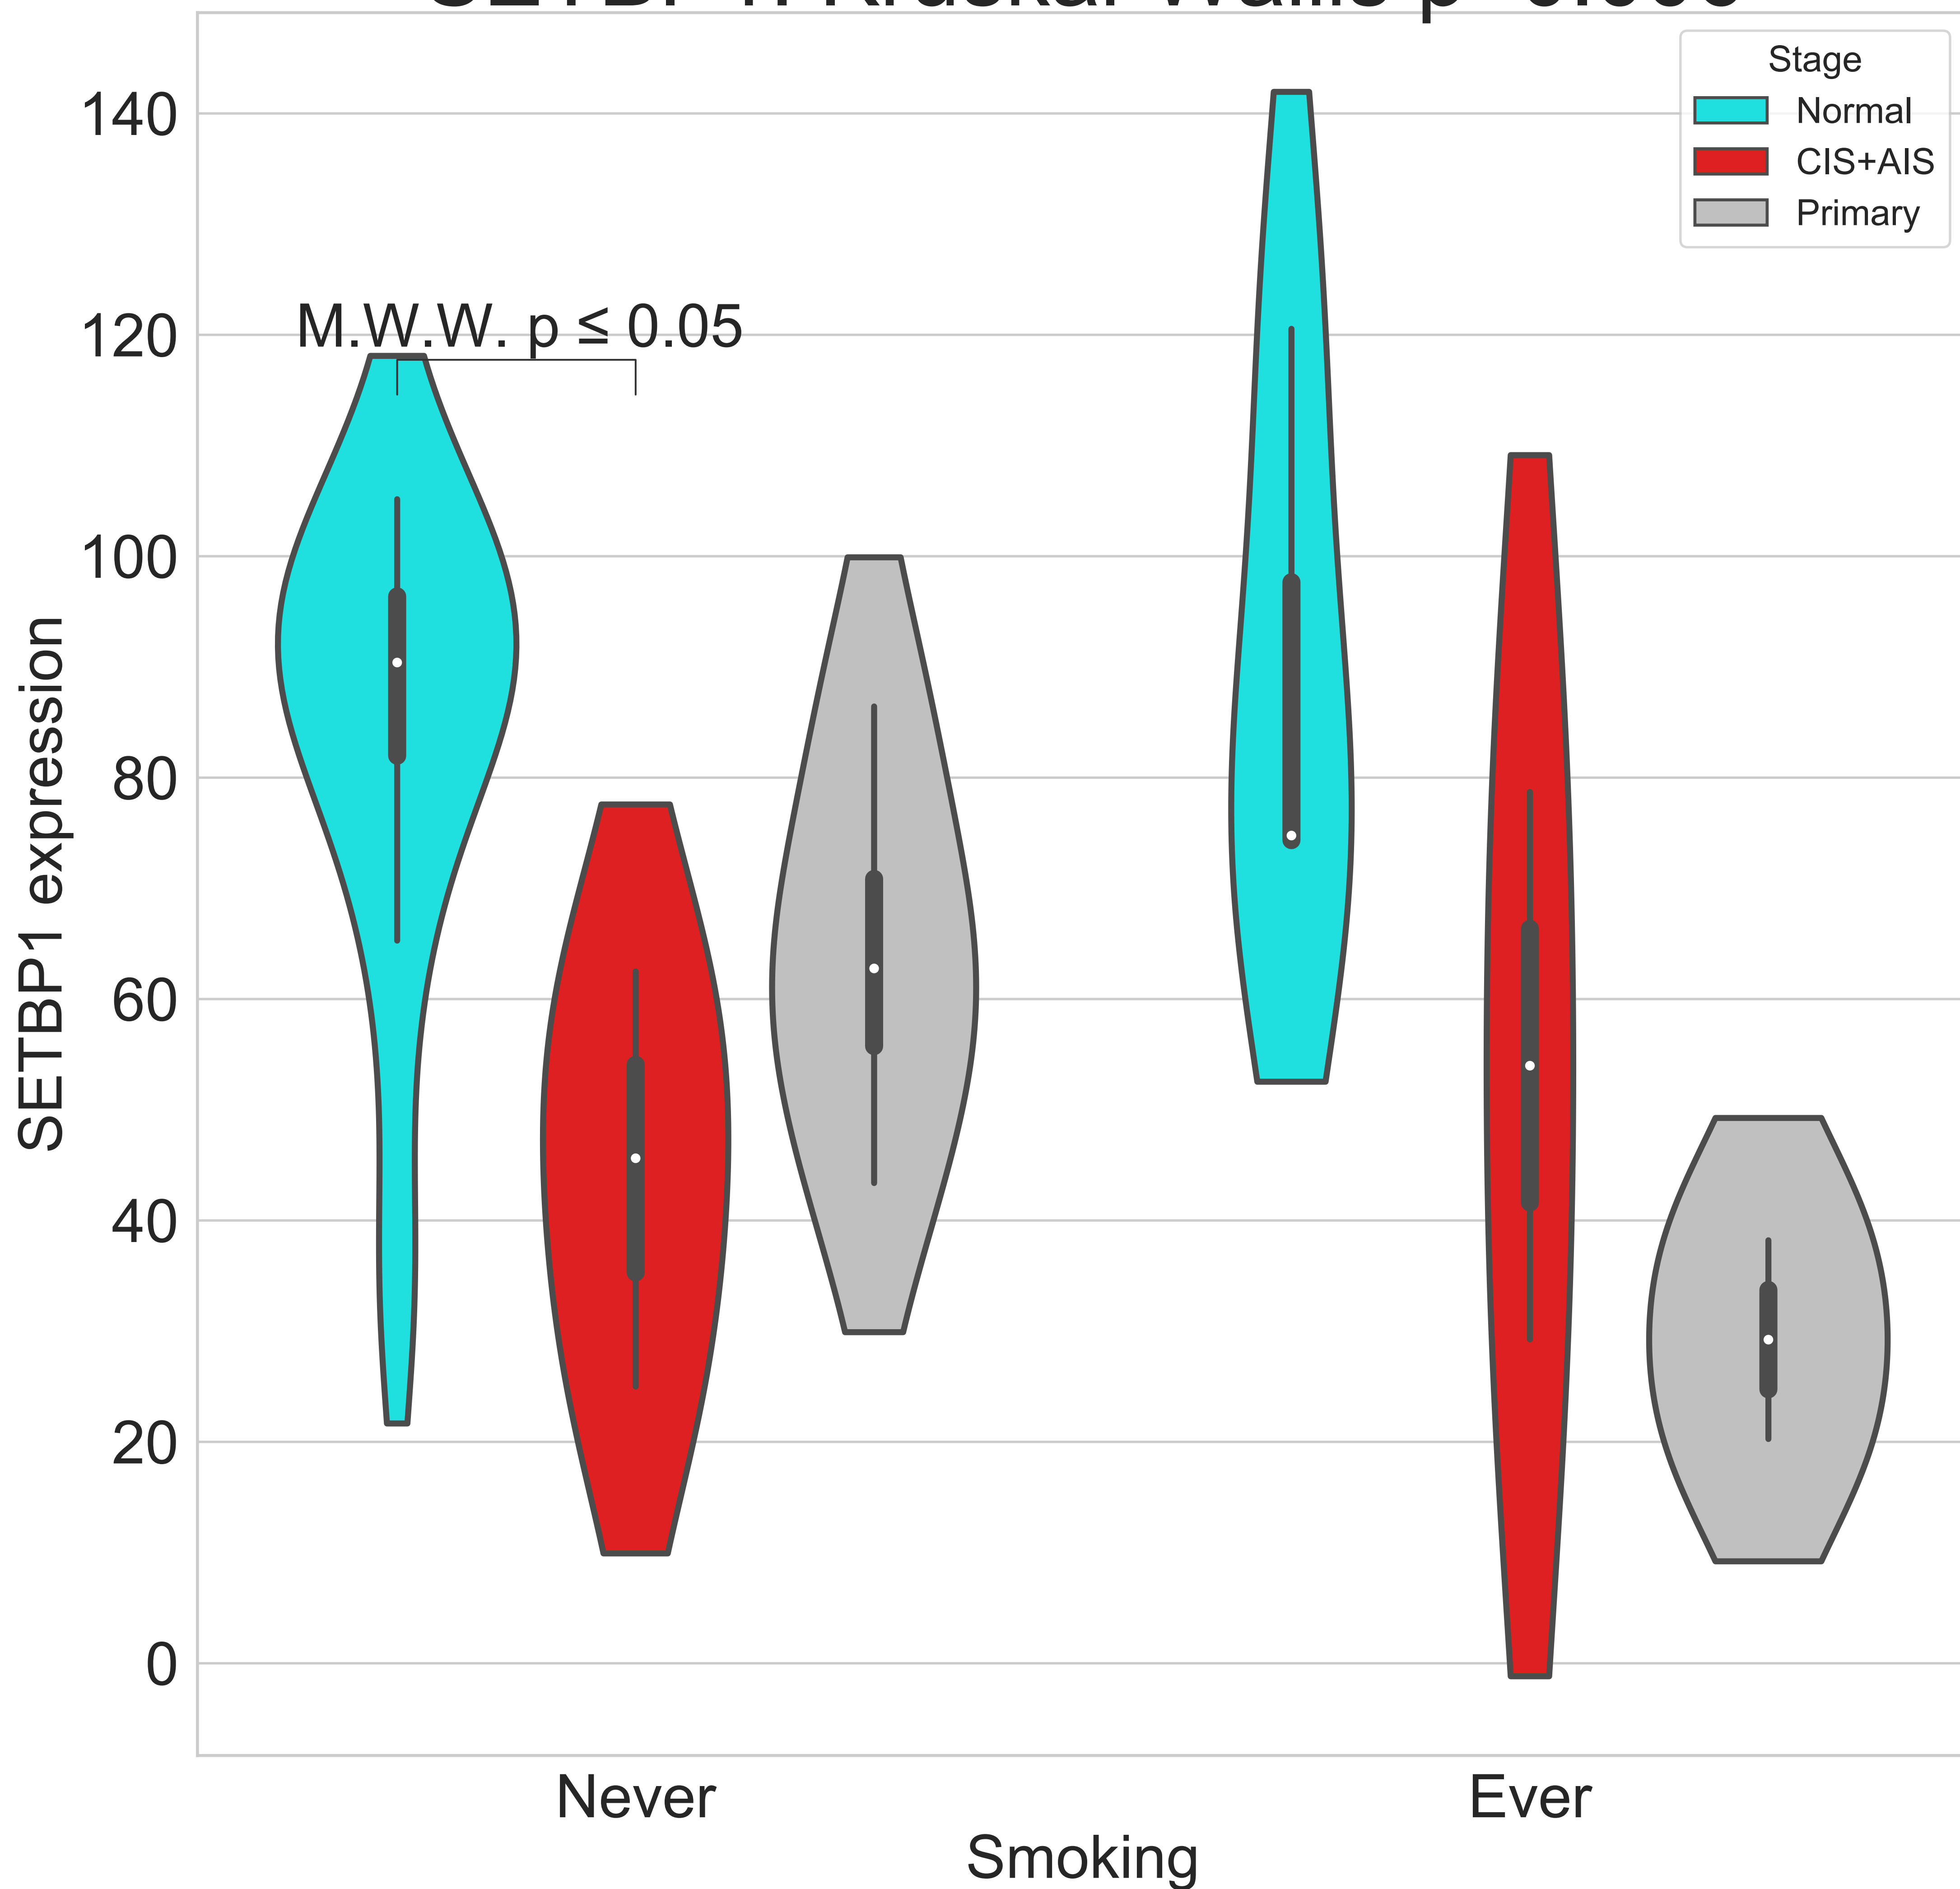 Stage
Normal
CIS+AIS
Primary
140
120
100
80
60
40
20
0
M.W.W. p ≤ 0.05
SETBP1 expression
Never
Ever
Smoking